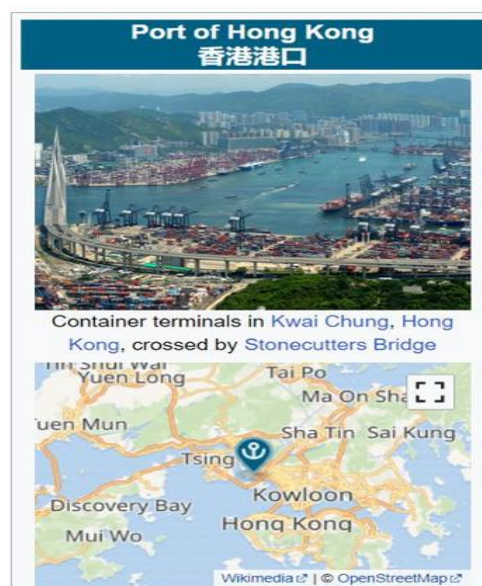 Port of Hong Kong
香港港口
Container terminals in Kwai Chung, Hong
Kong, crossed by Stonecutters Bridge
Yuen Long
Tai Po
Ma On Sha
Tuen Mun
Sha Tin
Sai Kung
Tsing
Kowloon
Discovery Bay
Hong Kong
Mui Wo
Wikimedia | © OpenStreetMap